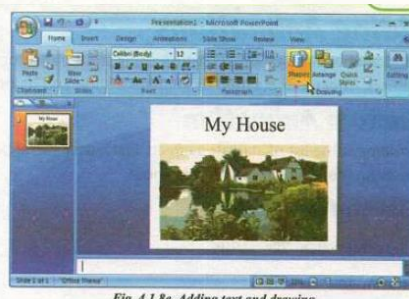 Presentation2 - Microsoft PowerPoint
Home Insert Design Animations Slide Show Review View
Calibri (Body) 12
Paste
New
Slide
Shapes Arrange Quick
Styles
Editing
Clipboard Slides Font Paragraph Drawing
My House
My House
Slide 1 of 1 "Office Theme"
Fig. 4.1.8e Adding text and drawing